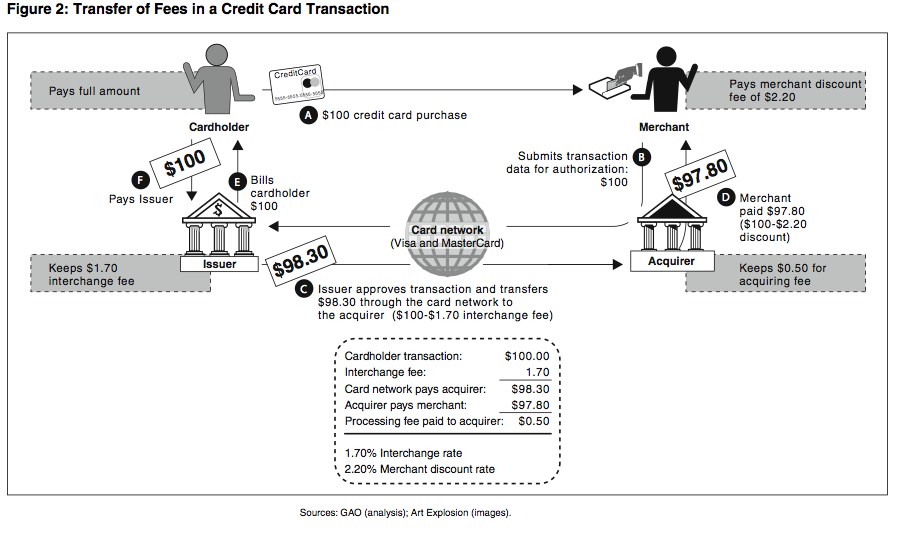 Figure 2: Transfer of Fees in a Credit Card Transaction
Pays full amount
CreditCard
Pays merchant discount
fee of $2.20
Cardholder
A $100 credit card purchase
Merchant
$100
F
Pays Issuer
E Bills
cardholder
$100
$
Submits transaction
data for authorization:
$100
B
$97.80
D Merchant
paid $97.80
($100-$2.20
discount)
Card network
(Visa and MasterCard)
Issuer
$98.30
Acquirer
Keeps $1.70
interchange fee
Keeps $0.50 for
acquiring fee
C Issuer approves transaction and transfers
$98.30 through the card network to
the acquirer ($100-$1.70 interchange fee)
Cardholder transaction: $100.00
Interchange fee: 1.70
Card network pays acquirer: $98.30
Acquirer pays merchant: $97.80
Processing fee paid to acquirer: $0.50
1.70% Interchange rate
2.20% Merchant discount rate
Sources: GAO (analysis); Art Explosion (images).